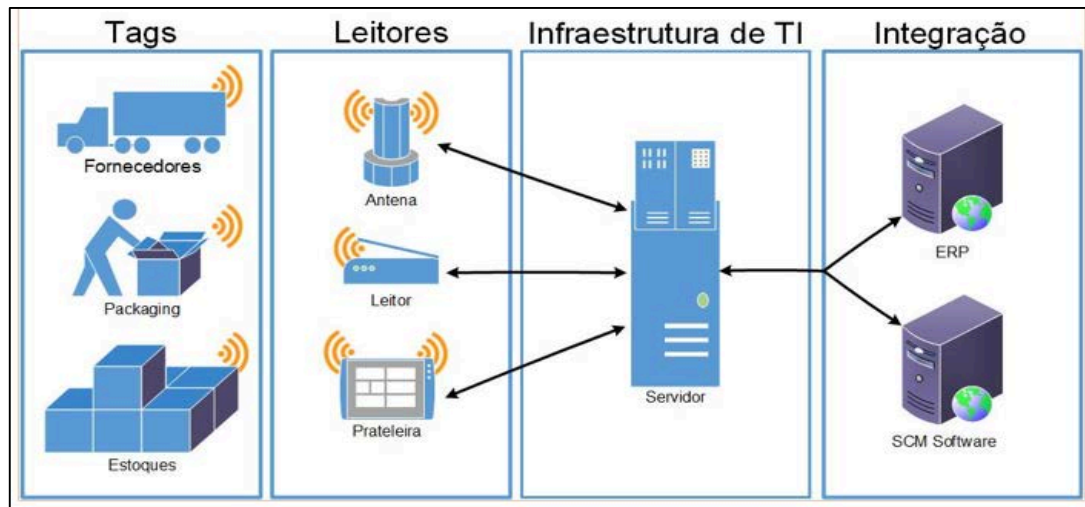 Tags
Leitores
Infraestrutura de TI
Integração
Fornecedores
Packaging
Estoques
Antena
Leitor
Prateleira
Servidor
ERP
SCM Software